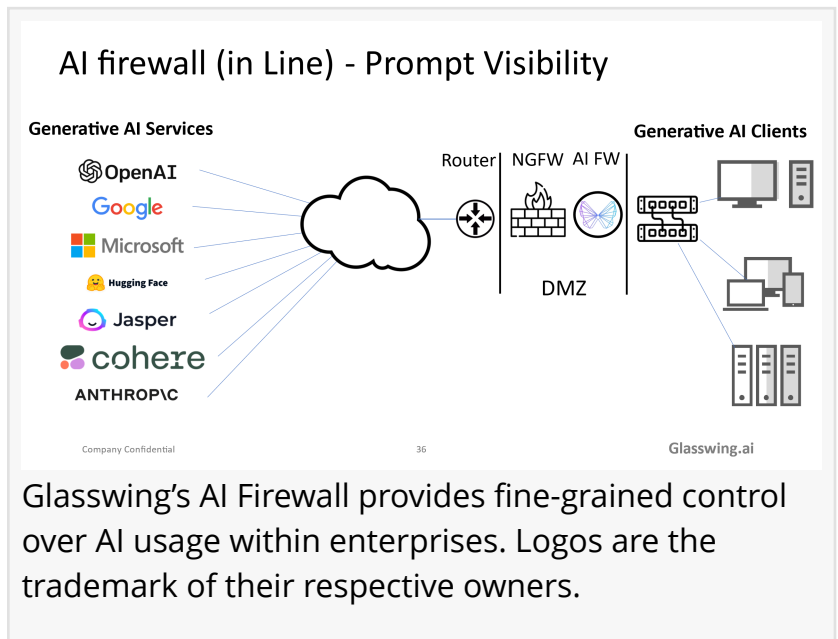 AI firewall (in Line) - Prompt Visibility
Generative AI Services
Generative AI Clients
OpenAI
Google
Microsoft
Hugging Face
Jasper
cohere
ANTHROP\C
Router
NGFW
AI FW
DMZ
Company Confidential
36
Glasswing.ai
Glasswing’s AI Firewall provides fine-grained control
over AI usage within enterprises. Logos are the
trademark of their respective owners.